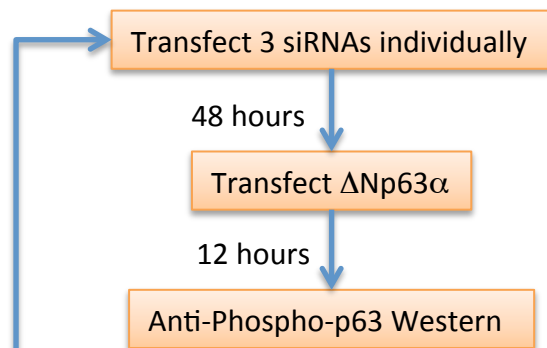 Transfect 3 siRNAs individually
48 hours
Transfect ΔNp63α
12 hours
Anti-Phospho-p63 Western